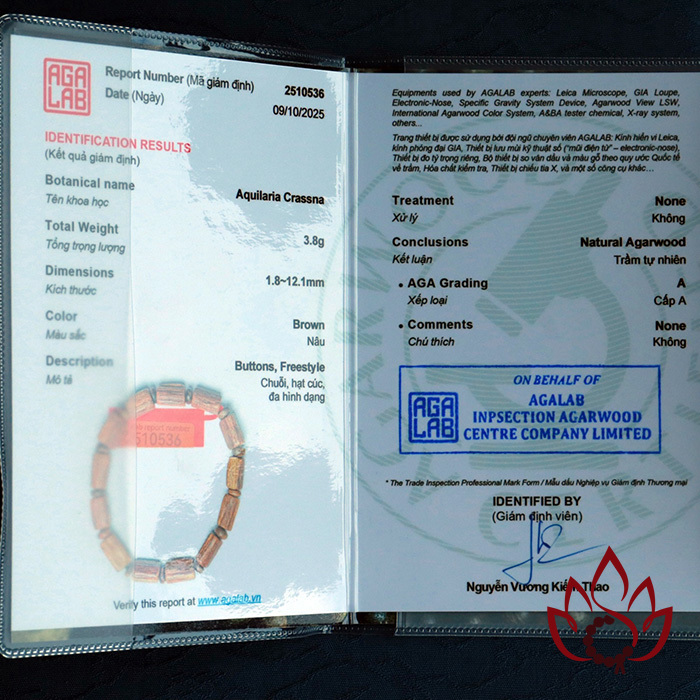 AGA
LAB
Report Number (Mã giám định) 2510536
Date (Ngày) 09/10/2025
IDENTIFICATION RESULTS
(Kết quả giám định)
Botanical name
Tên khoa học
Aquilaria Crassna
Total Weight
Tổng trọng lượng
3.8g
Dimensions
Kích thước
1.8~12.1mm
Color
Màu sắc
Brown
Nâu
Description
Mô tả
Buttons, Freestyle
Chuỗi, hạt cúc,
đa hình dạng
report number
2510536
Verify this report at www.agalab.vn
Equipments used by AGALAB experts: Leica Microscope, GIA Loupe,
Electronic-Nose, Specific Gravity System Device, Agarwood View LSW,
International Agarwood Color System, A&BA tester chemical, X-ray system,
others...
Trang thiết bị được sử dụng bởi đội ngũ chuyên viên AGALAB: Kính hiển vi Leica,
kính phóng đại GIA, Thiết bị lưu mùi kỹ thuật số ("mũi điện tử" – electronic-nose),
Thiết bị đo tỷ trọng riêng, Bộ thiết bị so vân dầu và màu gỗ theo quy ước Quốc tế
về trầm, Hóa chất kiểm tra, Thiết bị chiếu tia X, và một số công cụ khác...
Treatment None
Xử lý Không
Conclusions Natural Agarwood
Kết luận Trầm tự nhiên
• AGA Grading A
Xếp loại Cấp A
• Comments None
Chú thích Không
AGA
LAB
ON BEHALF OF
AGALAB
INPSECTION AGARWOOD
CENTRE COMPANY LIMITED
* The Trade Inspection Professional Mark Form / Mẫu dấu Nghiệp vụ Giám định Thương mại
IDENTIFIED BY
(Giám định viên)
Nguyễn Vương Kiếm Thao